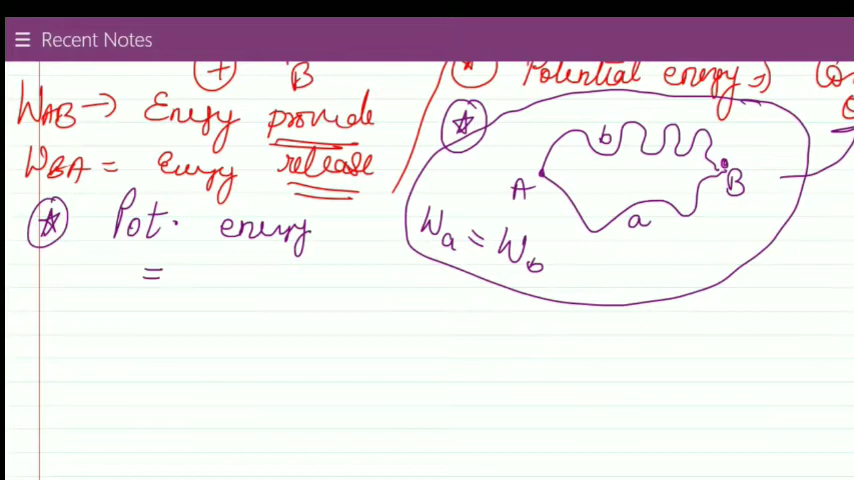 ☰ Recent Notes
+ B
Potential energy ⇒
WAB → Energy provide
WBA = Energy release
Pot. energy
=
b
A
B
a
Wa = Wb